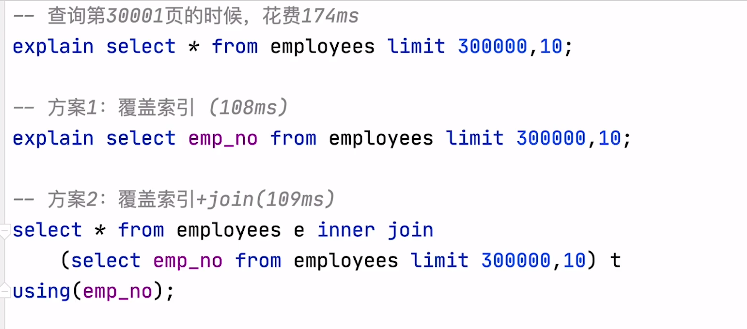 -- 查询第30001页的时候，花费174ms
explain select * from employees limit 300000,10;
-- 方案1：覆盖索引 (108ms)
explain select emp_no from employees limit 300000,10;
-- 方案2：覆盖索引+join(109ms)
select * from employees e inner join
(select emp_no from employees limit 300000,10) t
using(emp_no);